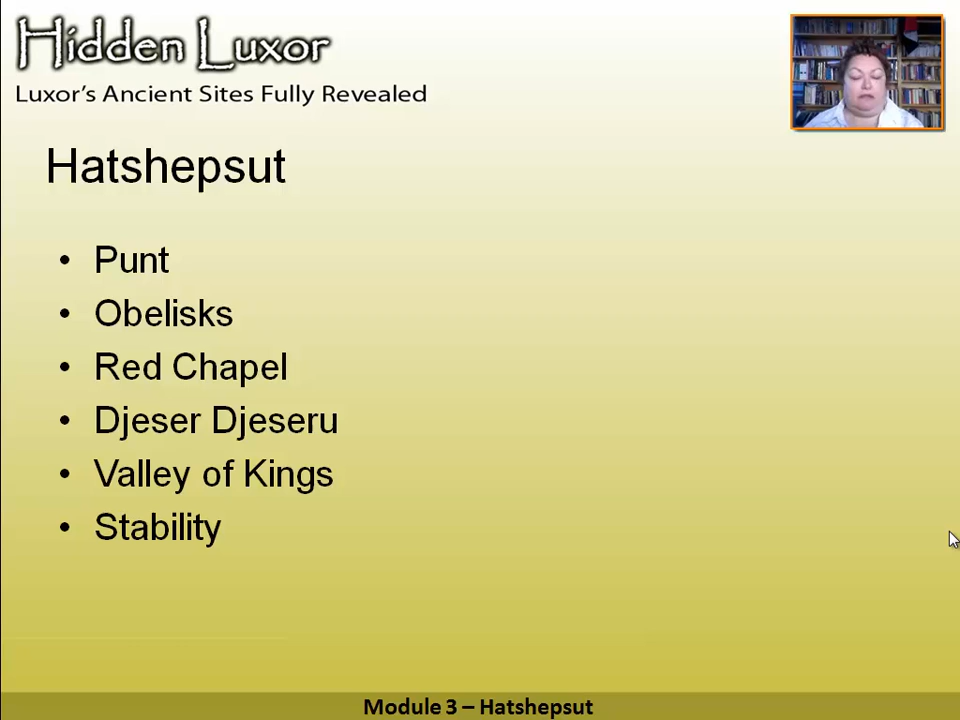 Hidden Luxor
Luxor's Ancient Sites Fully Revealed
Hatshepsut
• Punt
• Obelisks
• Red Chapel
• Djeser Djeseru
• Valley of Kings
• Stability
Module 3 – Hatshepsut